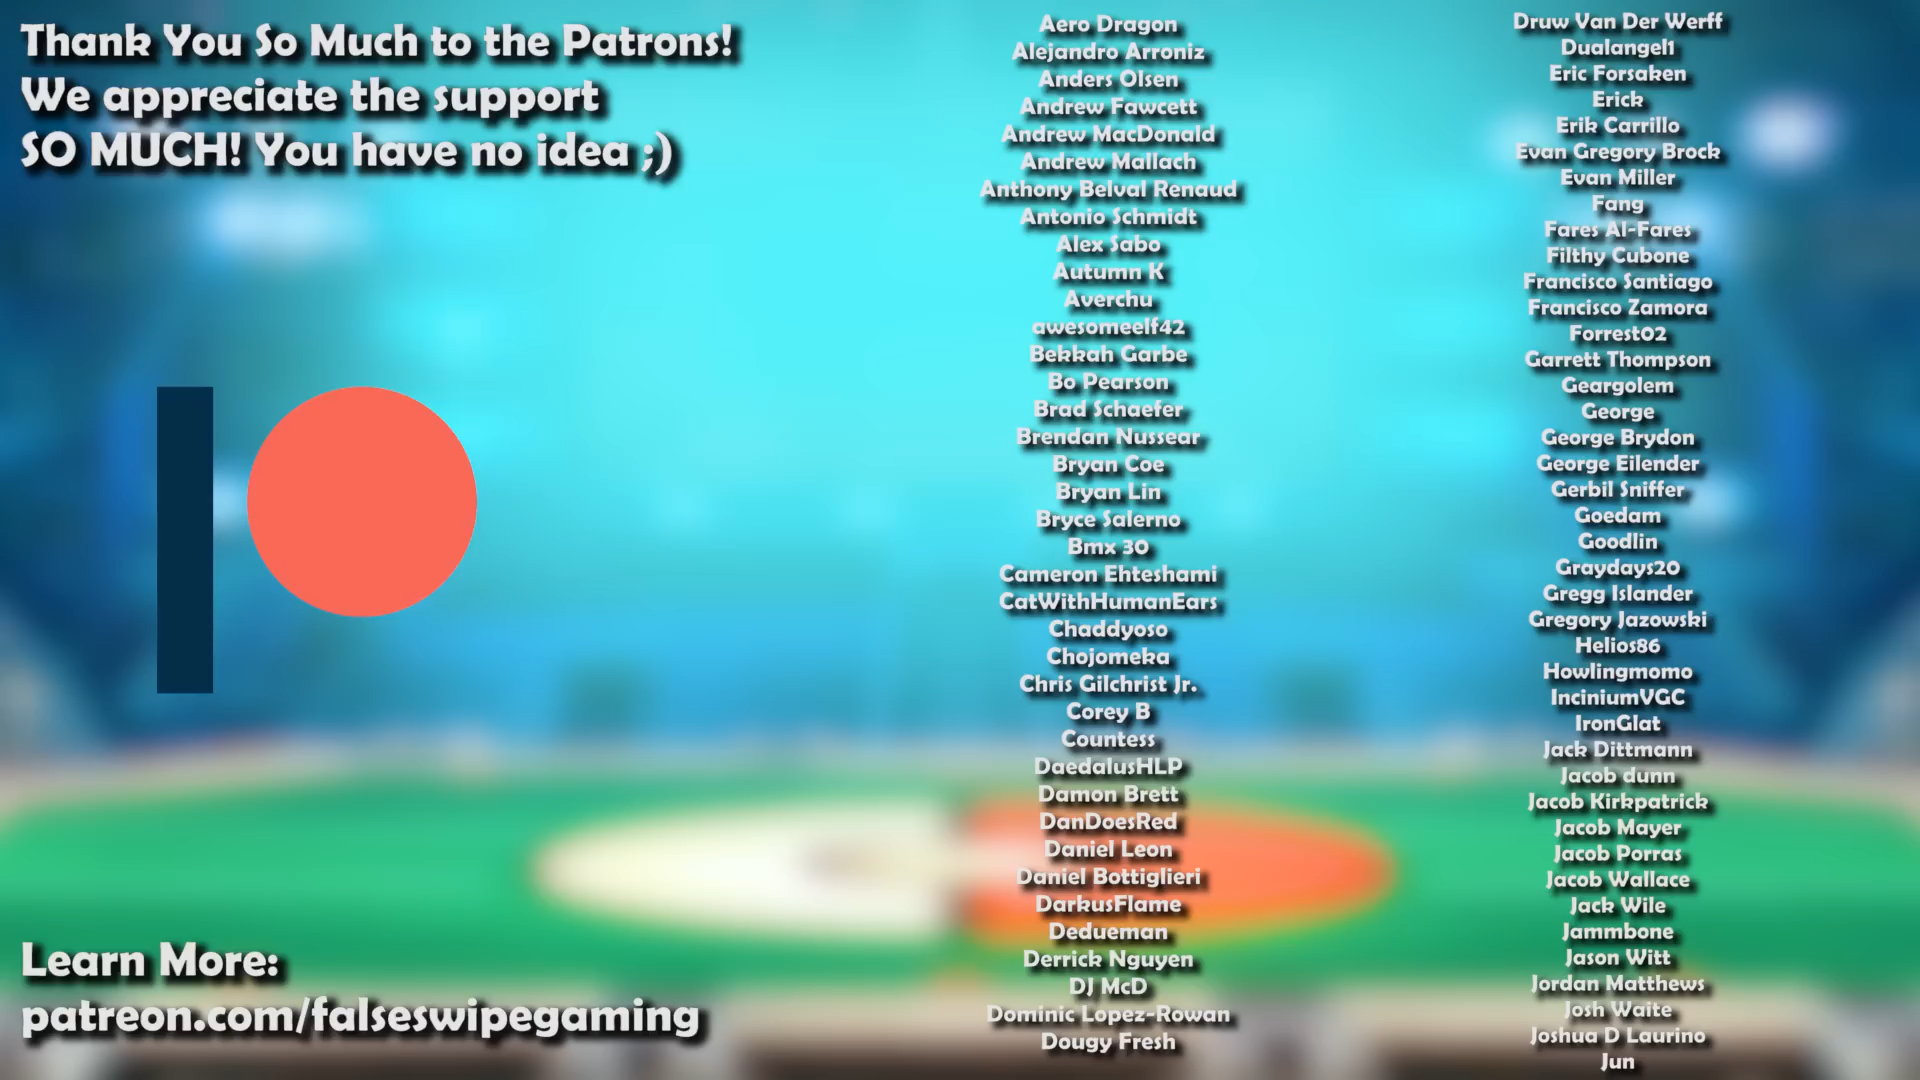 Thank You So Much to the Patrons!
We appreciate the support
SO MUCH! You have no idea ;)
Learn More:
patreon.com/falseswipegaming
Aero Dragon
Alejandro Arroniz
Anders Olsen
Andrew Fawcett
Andrew MacDonald
Andrew Mallach
Anthony Belval Renaud
Antonio Schmidt
Alex Sabo
Autumn K
Averchu
awesomeelf42
Bekkah Garbe
Bo Pearson
Brad Schaefer
Brendan Nussear
Bryan Coe
Bryan Lin
Bryce Salerno
Bmx 30
Cameron Ehteshami
CatWithHumanEars
Chaddyoso
Chojomeka
Chris Gilchrist Jr.
Corey B
Countess
DaedalusHLP
Damon Brett
DanDoesRed
Daniel Leon
Daniel Bottiglieri
DarkusFlame
Dedueman
Derrick Nguyen
DJ McD
Dominic Lopez-Rowan
Dougy Fresh
Druw Van Der Werff
Dualangel1
Eric Forsaken
Erick
Erik Carrillo
Evan Gregory Brock
Evan Miller
Fang
Fares Al-Fares
Filthy Cubone
Francisco Santiago
Francisco Zamora
Forrest02
Garrett Thompson
Geargolem
George
George Brydon
George Eilender
Gerbil Sniffer
Goedam
Goodlin
Graydays20
Gregg Islander
Gregory Jazowski
Helios86
Howlingmomo
InciniumVGC
IronGlat
Jack Dittmann
Jacob dunn
Jacob Kirkpatrick
Jacob Mayer
Jacob Porras
Jacob Wallace
Jack Wile
Jammbone
Jason Witt
Jordan Matthews
Josh Waite
Joshua D Laurino
Jun